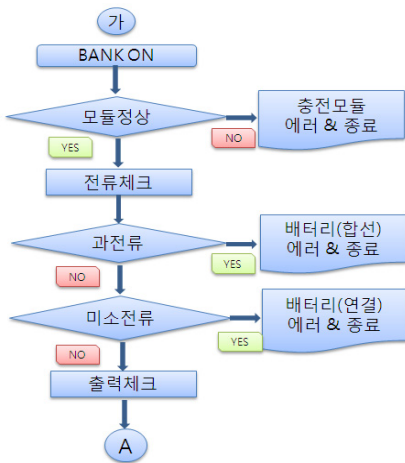 가
BANK ON
모듈정상
충전모듈
에러 & 종료
YES
NO
전류체크
과전류
배터리(합선)
에러 & 종료
NO
YES
미소전류
배터리(연결)
에러 & 종료
NO
YES
출력체크
A